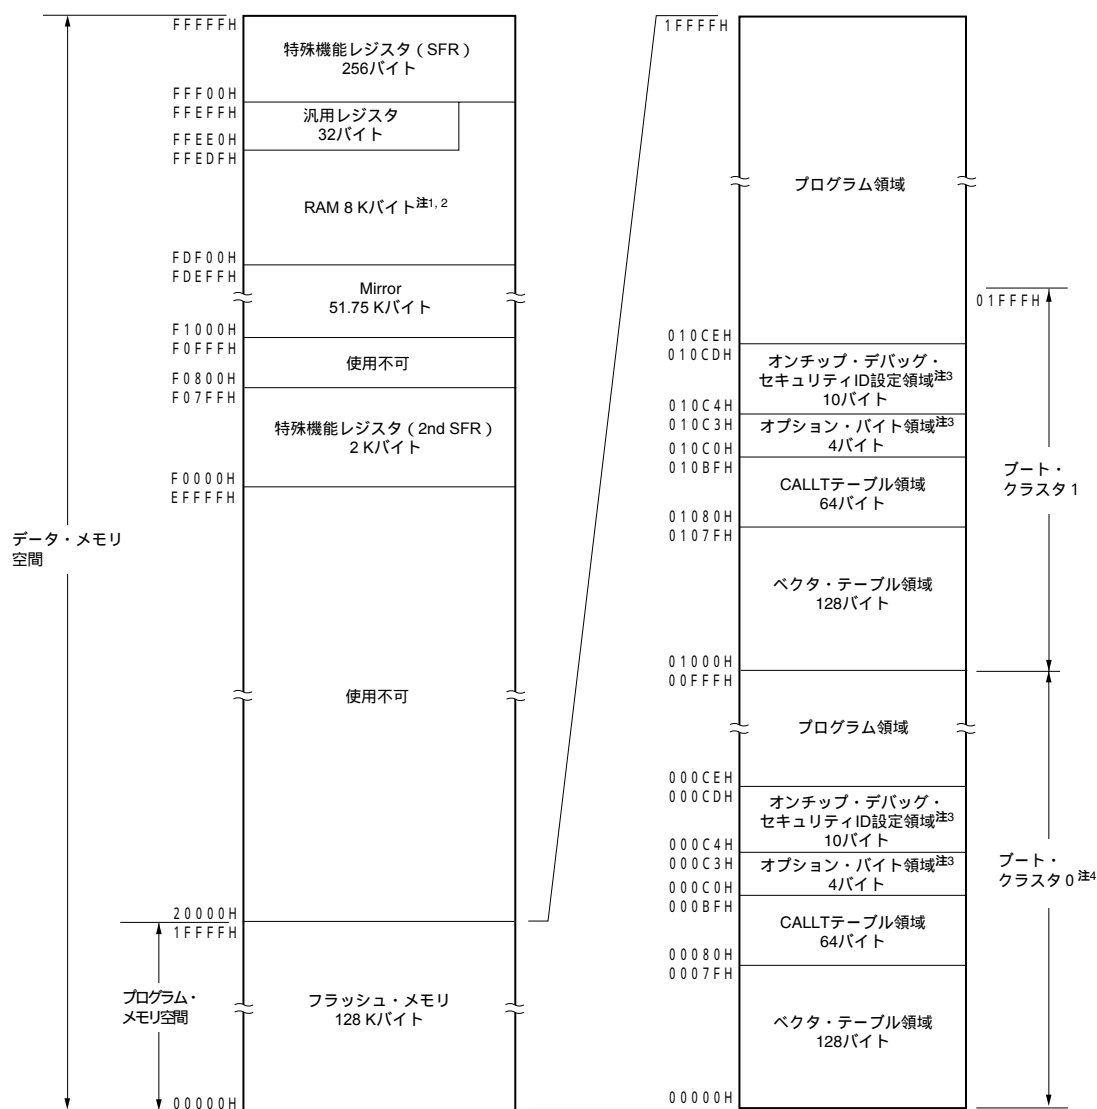 FFFFFH
特殊機能レジスタ（SFR）
256バイト
FFF00H
FFEFFH
汎用レジスタ
32バイト
FFEE0H
FFEDFH
RAM 8 Kバイト注1, 2
FDF00H
FDEFFH
Mirror
51.75 Kバイト
F1000H
F0FFFH
使用不可
F0800H
F07FFH
特殊機能レジスタ（2nd SFR）
2 Kバイト
F0000H
EFFFFH
データ・メモリ
空間
使用不可
20000H
1FFFFH
プログラム・
メモリ空間
フラッシュ・メモリ
128 Kバイト
00000H
1FFFFH
プログラム領域
01FFFH
010CEH
010CDH
オンチップ・デバッグ・
セキュリティID設定領域注3
10バイト
010C4H
010C3H
オプション・バイト領域注3
4バイト
010C0H
010BFH
CALLTテーブル領域
64バイト
ブート・
クラスタ1
01080H
0107FH
ベクタ・テーブル領域
128バイト
01000H
00FFFH
プログラム領域
000CEH
000CDH
オンチップ・デバッグ・
セキュリティID設定領域注3
10バイト
000C4H
000C3H
オプション・バイト領域注3
4バイト
ブート・
クラスタ0注4
000C0H
000BFH
CALLTテーブル領域
64バイト
00080H
0007FH
ベクタ・テーブル領域
128バイト
00000H